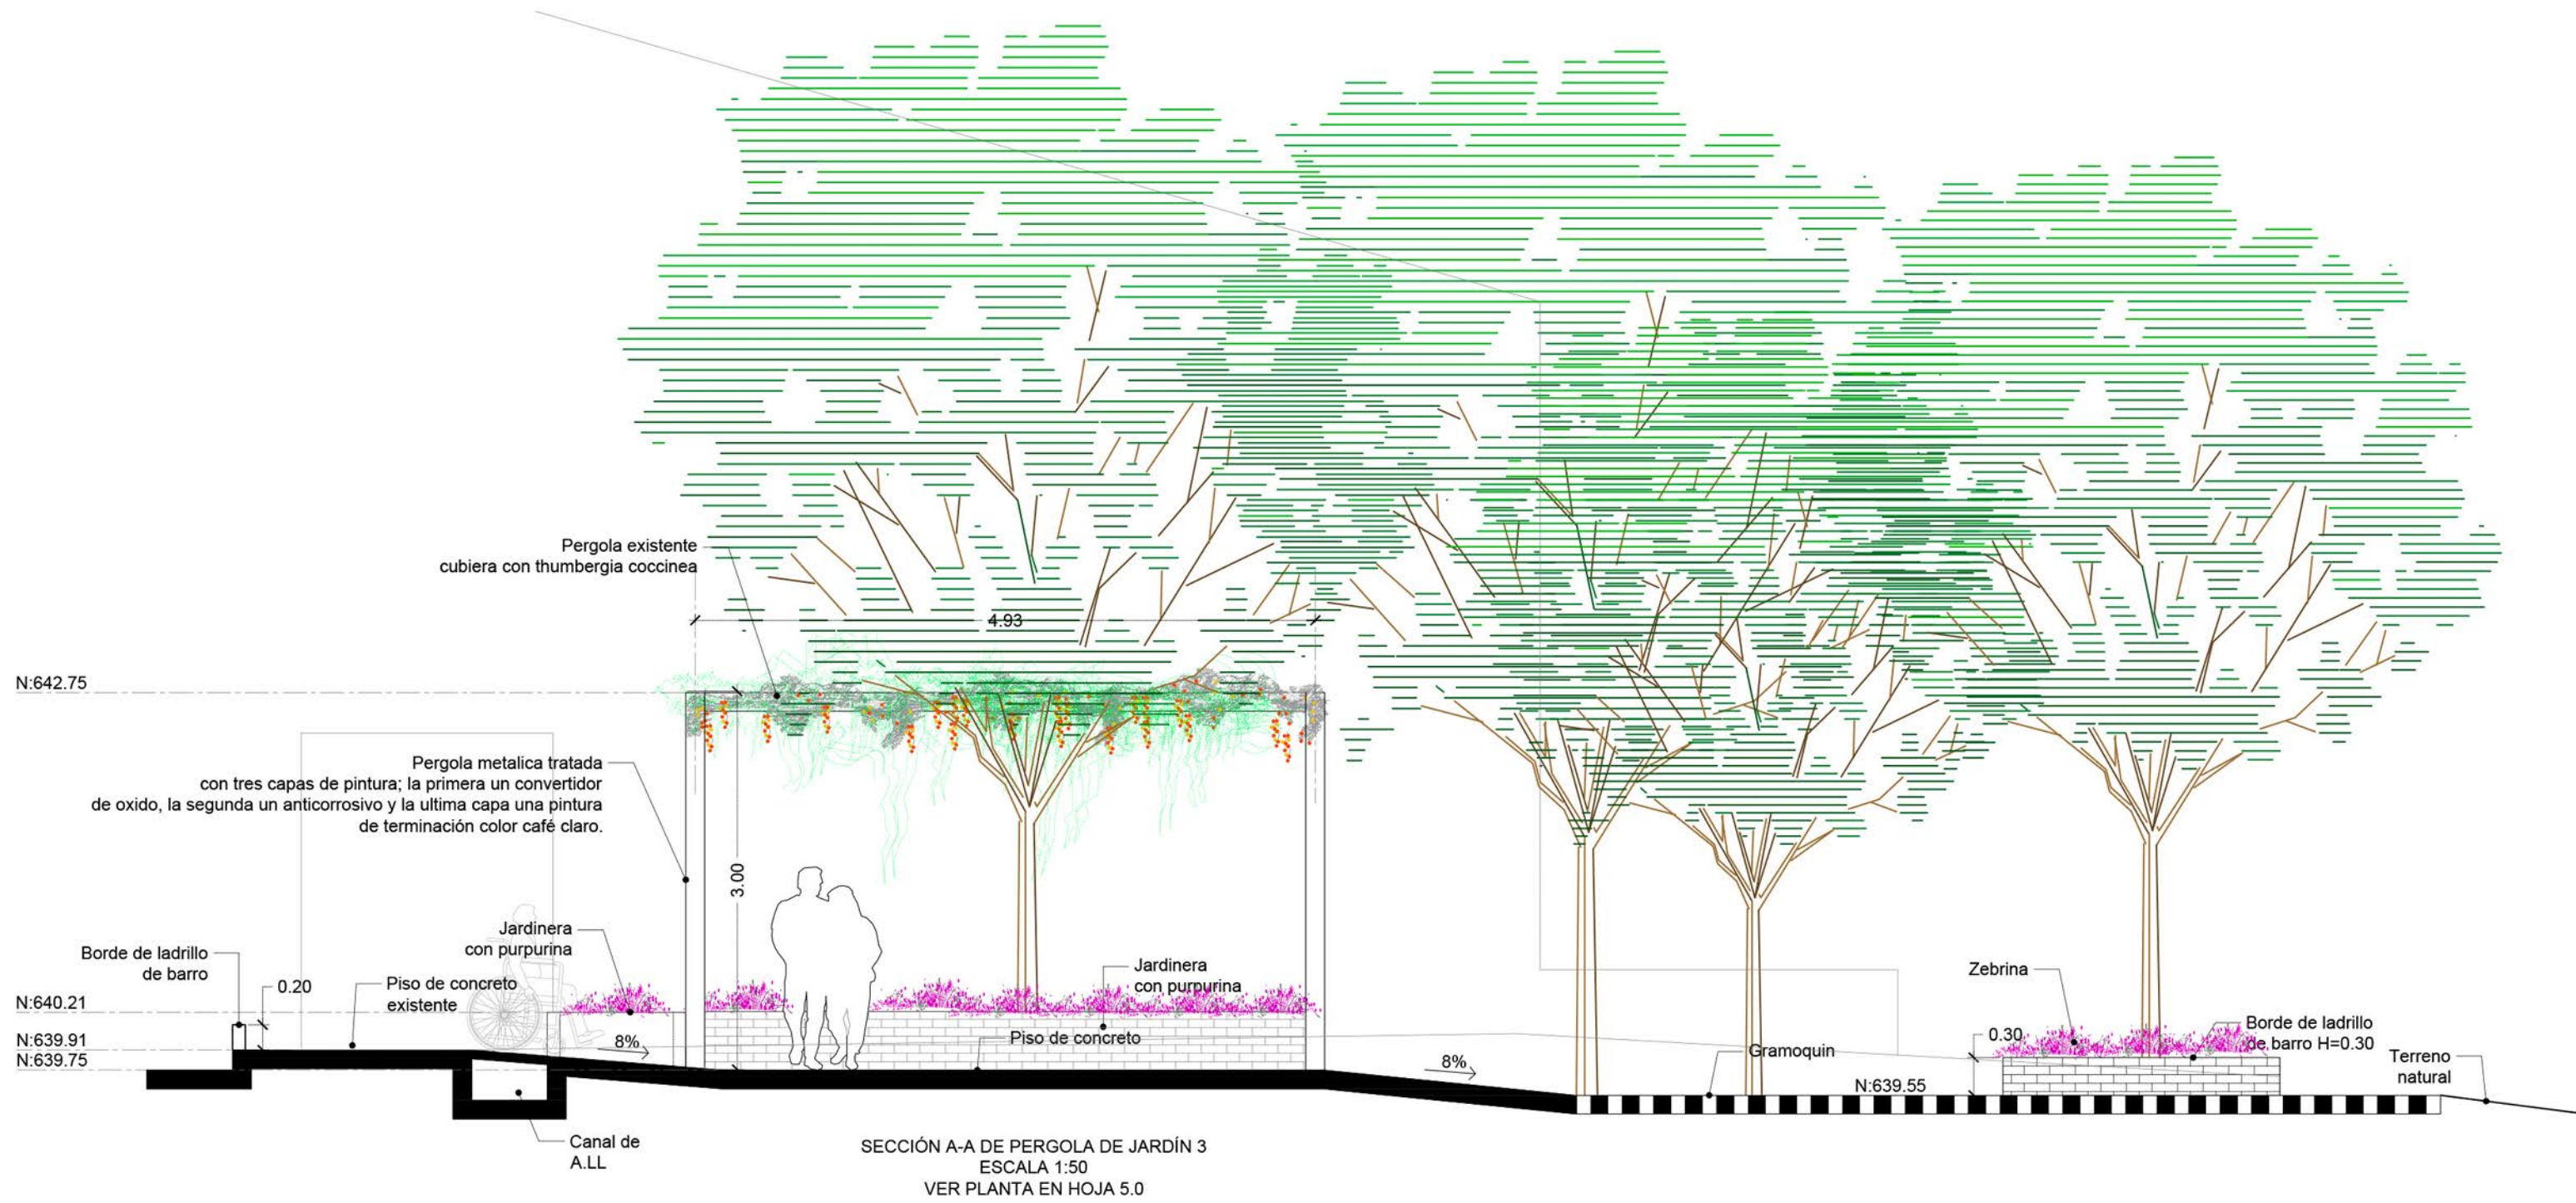 Pergola existente
cubiera con thumbergia coccinea
4.93
N:642.75
Pergola metalica tratada
con tres capas de pintura; la primera un convertidor
de oxido, la segunda un anticorrosivo y la ultima capa una pintura
de terminación color café claro.
3.00
Jardinera
con purpurina
Borde de ladrillo
de barro
0.20
Piso de concreto
existente
Jardinera
con purpurina
Zebrina
N:640.21
N:639.91
N:639.75
8%
Piso de concreto
8%
Gramoquin
0.30
Borde de ladrillo
de barro H=0.30
N:639.55
Terreno
natural
Canal de
A.LL
SECCIÓN A-A DE PERGOLA DE JARDÍN 3
ESCALA 1:50
VER PLANTA EN HOJA 5.0